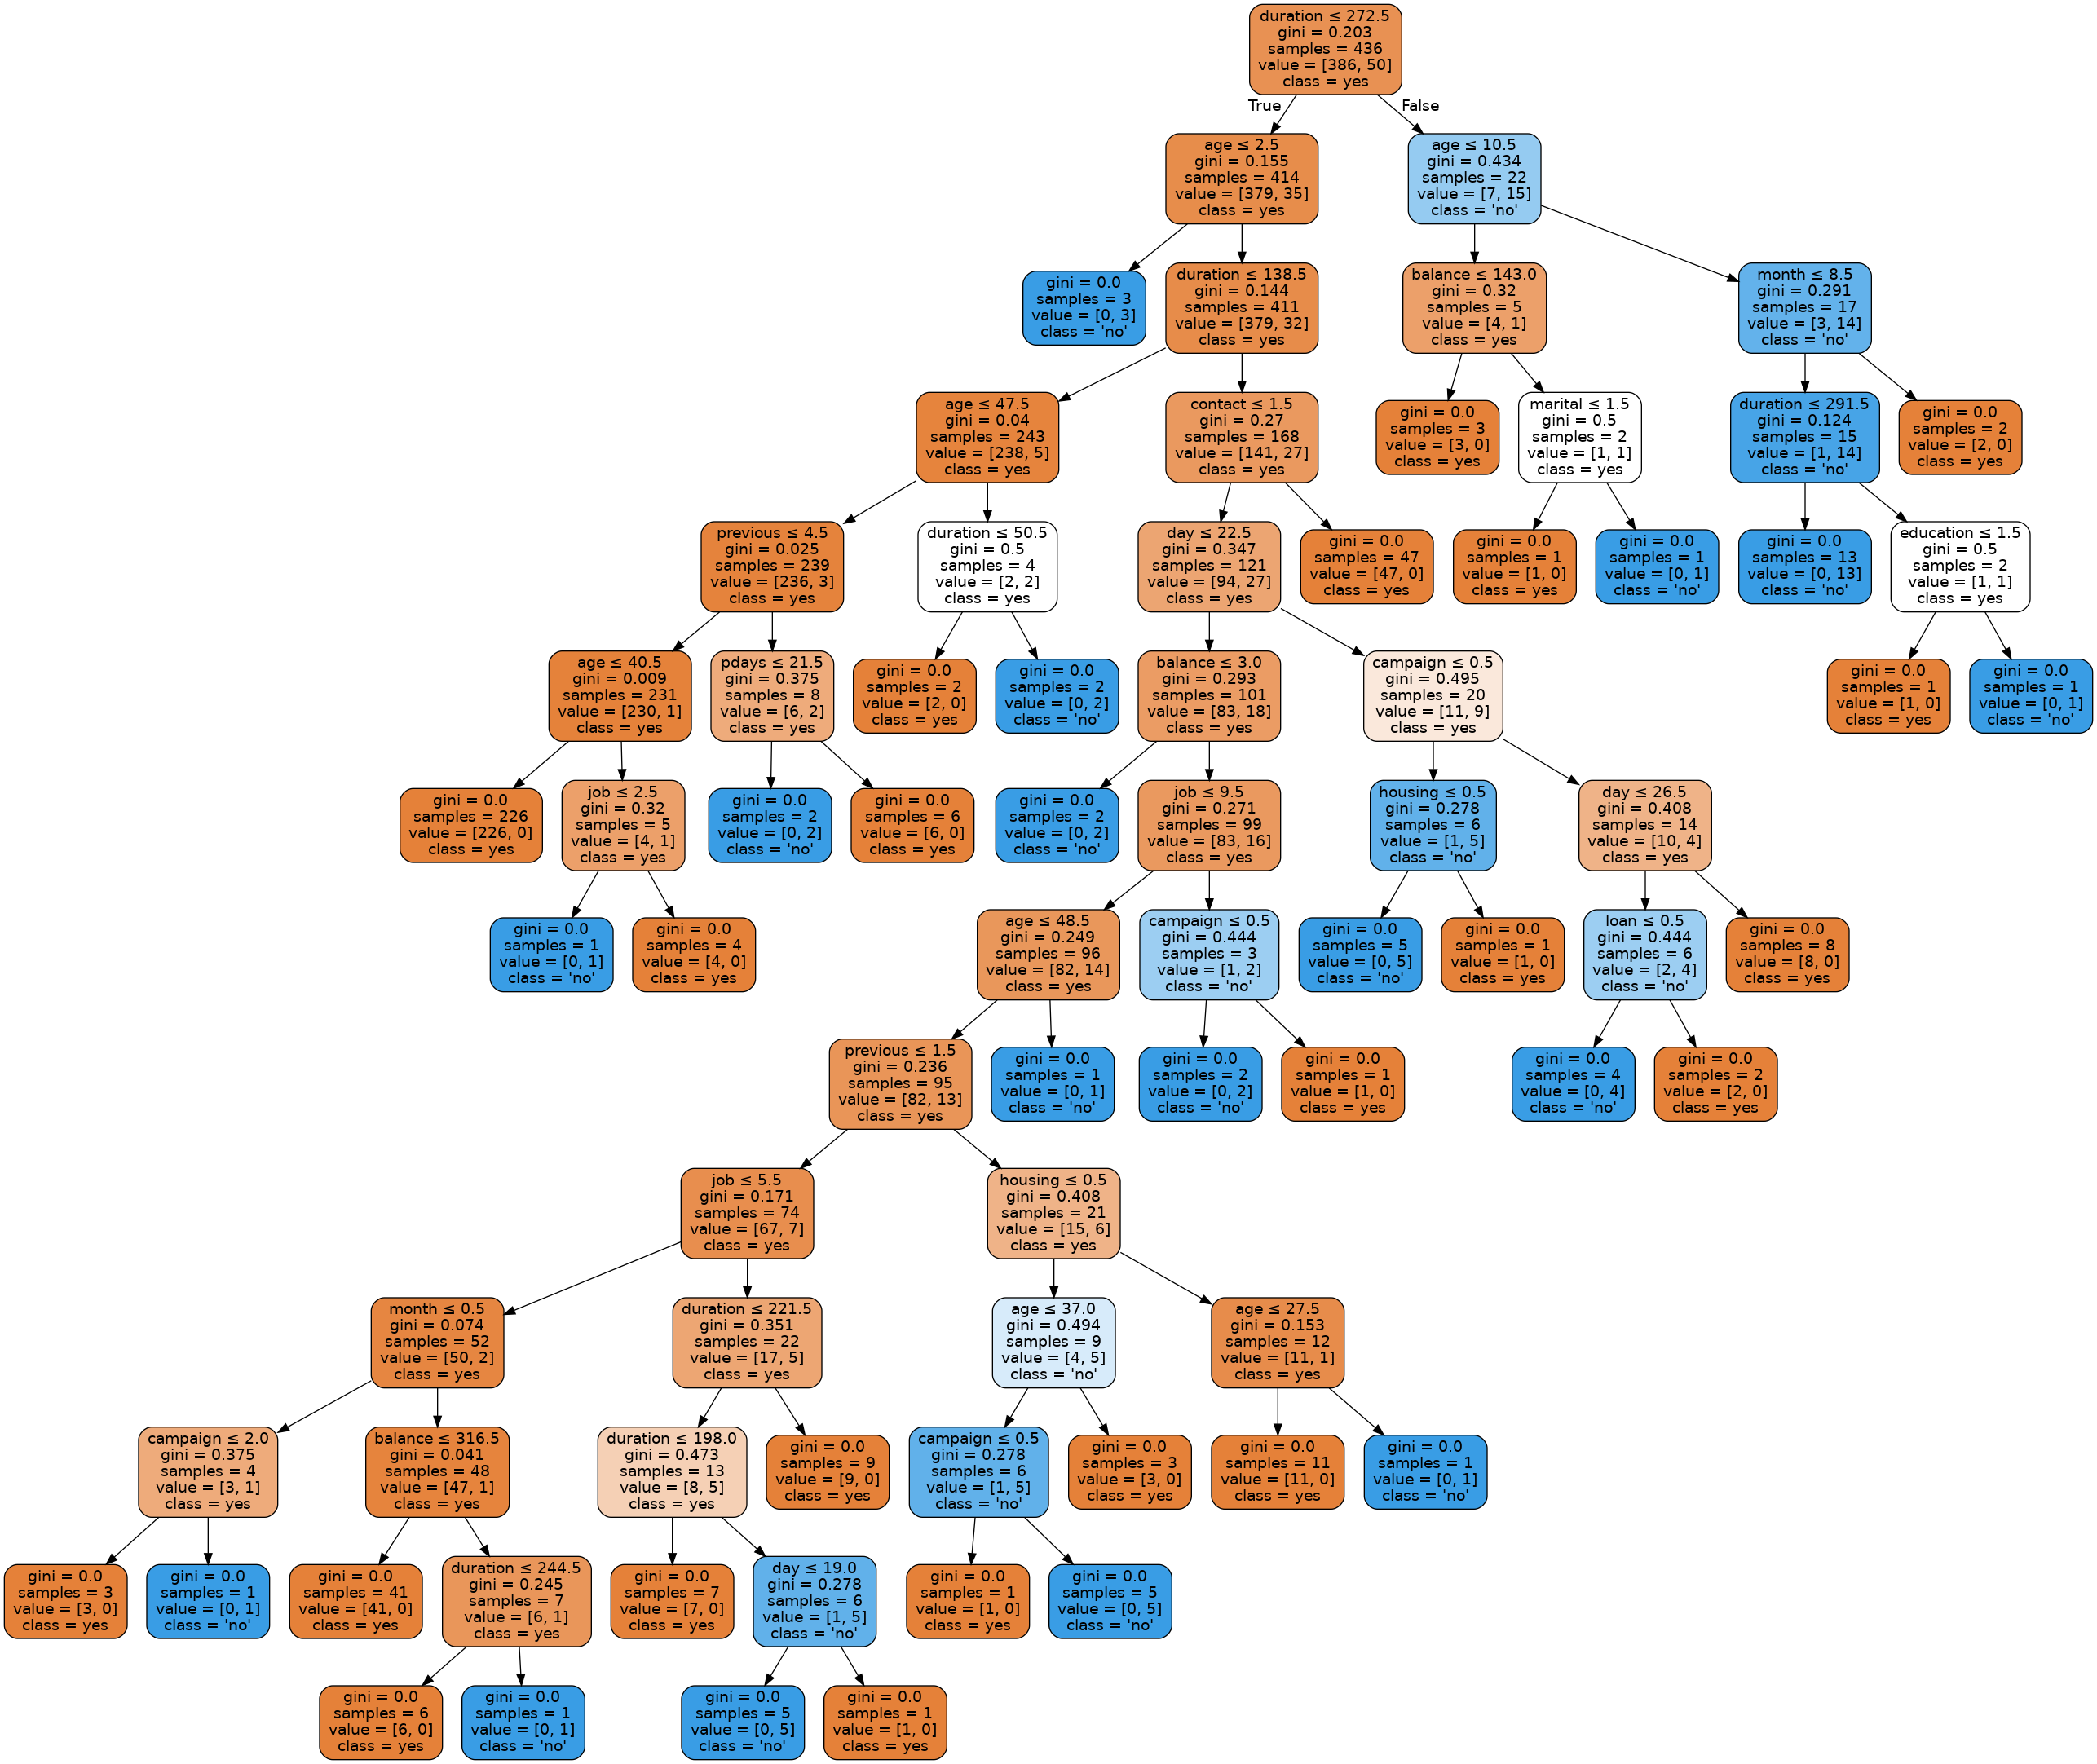 duration ≤ 272.5
gini = 0.203
samples = 436
value = [386, 50]
class = yes
True
False
age ≤ 2.5
gini = 0.155
samples = 414
value = [379, 35]
class = yes
age ≤ 10.5
gini = 0.434
samples = 22
value = [7, 15]
class = 'no'
gini = 0.0
samples = 3
value = [0, 3]
class = 'no'
duration ≤ 138.5
gini = 0.144
samples = 411
value = [379, 32]
class = yes
balance ≤ 143.0
gini = 0.32
samples = 5
value = [4, 1]
class = yes
month ≤ 8.5
gini = 0.291
samples = 17
value = [3, 14]
class = 'no'
age ≤ 47.5
gini = 0.04
samples = 243
value = [238, 5]
class = yes
contact ≤ 1.5
gini = 0.27
samples = 168
value = [141, 27]
class = yes
gini = 0.0
samples = 3
value = [3, 0]
class = yes
marital ≤ 1.5
gini = 0.5
samples = 2
value = [1, 1]
class = yes
duration ≤ 291.5
gini = 0.124
samples = 15
value = [1, 14]
class = 'no'
gini = 0.0
samples = 2
value = [2, 0]
class = yes
previous ≤ 4.5
gini = 0.025
samples = 239
value = [236, 3]
class = yes
duration ≤ 50.5
gini = 0.5
samples = 4
value = [2, 2]
class = yes
day ≤ 22.5
gini = 0.347
samples = 121
value = [94, 27]
class = yes
gini = 0.0
samples = 47
value = [47, 0]
class = yes
gini = 0.0
samples = 1
value = [1, 0]
class = yes
gini = 0.0
samples = 1
value = [0, 1]
class = 'no'
gini = 0.0
samples = 13
value = [0, 13]
class = 'no'
education ≤ 1.5
gini = 0.5
samples = 2
value = [1, 1]
class = yes
age ≤ 40.5
gini = 0.009
samples = 231
value = [230, 1]
class = yes
pdays ≤ 21.5
gini = 0.375
samples = 8
value = [6, 2]
class = yes
gini = 0.0
samples = 2
value = [2, 0]
class = yes
gini = 0.0
samples = 2
value = [0, 2]
class = 'no'
balance ≤ 3.0
gini = 0.293
samples = 101
value = [83, 18]
class = yes
campaign ≤ 0.5
gini = 0.495
samples = 20
value = [11, 9]
class = yes
gini = 0.0
samples = 1
value = [1, 0]
class = yes
gini = 0.0
samples = 1
value = [0, 1]
class = 'no'
gini = 0.0
samples = 226
value = [226, 0]
class = yes
job ≤ 2.5
gini = 0.32
samples = 5
value = [4, 1]
class = yes
gini = 0.0
samples = 2
value = [0, 2]
class = 'no'
gini = 0.0
samples = 6
value = [6, 0]
class = yes
gini = 0.0
samples = 2
value = [0, 2]
class = 'no'
job ≤ 9.5
gini = 0.271
samples = 99
value = [83, 16]
class = yes
housing ≤ 0.5
gini = 0.278
samples = 6
value = [1, 5]
class = 'no'
day ≤ 26.5
gini = 0.408
samples = 14
value = [10, 4]
class = yes
gini = 0.0
samples = 1
value = [0, 1]
class = 'no'
gini = 0.0
samples = 4
value = [4, 0]
class = yes
age ≤ 48.5
gini = 0.249
samples = 96
value = [82, 14]
class = yes
campaign ≤ 0.5
gini = 0.444
samples = 3
value = [1, 2]
class = 'no'
gini = 0.0
samples = 5
value = [0, 5]
class = 'no'
gini = 0.0
samples = 1
value = [1, 0]
class = yes
loan ≤ 0.5
gini = 0.444
samples = 6
value = [2, 4]
class = 'no'
gini = 0.0
samples = 8
value = [8, 0]
class = yes
previous ≤ 1.5
gini = 0.236
samples = 95
value = [82, 13]
class = yes
gini = 0.0
samples = 1
value = [0, 1]
class = 'no'
gini = 0.0
samples = 2
value = [0, 2]
class = 'no'
gini = 0.0
samples = 1
value = [1, 0]
class = yes
gini = 0.0
samples = 4
value = [0, 4]
class = 'no'
gini = 0.0
samples = 2
value = [2, 0]
class = yes
job ≤ 5.5
gini = 0.171
samples = 74
value = [67, 7]
class = yes
housing ≤ 0.5
gini = 0.408
samples = 21
value = [15, 6]
class = yes
month ≤ 0.5
gini = 0.074
samples = 52
value = [50, 2]
class = yes
duration ≤ 221.5
gini = 0.351
samples = 22
value = [17, 5]
class = yes
age ≤ 37.0
gini = 0.494
samples = 9
value = [4, 5]
class = 'no'
age ≤ 27.5
gini = 0.153
samples = 12
value = [11, 1]
class = yes
campaign ≤ 2.0
gini = 0.375
samples = 4
value = [3, 1]
class = yes
balance ≤ 316.5
gini = 0.041
samples = 48
value = [47, 1]
class = yes
duration ≤ 198.0
gini = 0.473
samples = 13
value = [8, 5]
class = yes
gini = 0.0
samples = 9
value = [9, 0]
class = yes
campaign ≤ 0.5
gini = 0.278
samples = 6
value = [1, 5]
class = 'no'
gini = 0.0
samples = 3
value = [3, 0]
class = yes
gini = 0.0
samples = 11
value = [11, 0]
class = yes
gini = 0.0
samples = 1
value = [0, 1]
class = 'no'
gini = 0.0
samples = 3
value = [3, 0]
class = yes
gini = 0.0
samples = 1
value = [0, 1]
class = 'no'
gini = 0.0
samples = 41
value = [41, 0]
class = yes
duration ≤ 244.5
gini = 0.245
samples = 7
value = [6, 1]
class = yes
gini = 0.0
samples = 7
value = [7, 0]
class = yes
day ≤ 19.0
gini = 0.278
samples = 6
value = [1, 5]
class = 'no'
gini = 0.0
samples = 1
value = [1, 0]
class = yes
gini = 0.0
samples = 5
value = [0, 5]
class = 'no'
gini = 0.0
samples = 6
value = [6, 0]
class = yes
gini = 0.0
samples = 1
value = [0, 1]
class = 'no'
gini = 0.0
samples = 5
value = [0, 5]
class = 'no'
gini = 0.0
samples = 1
value = [1, 0]
class = yes